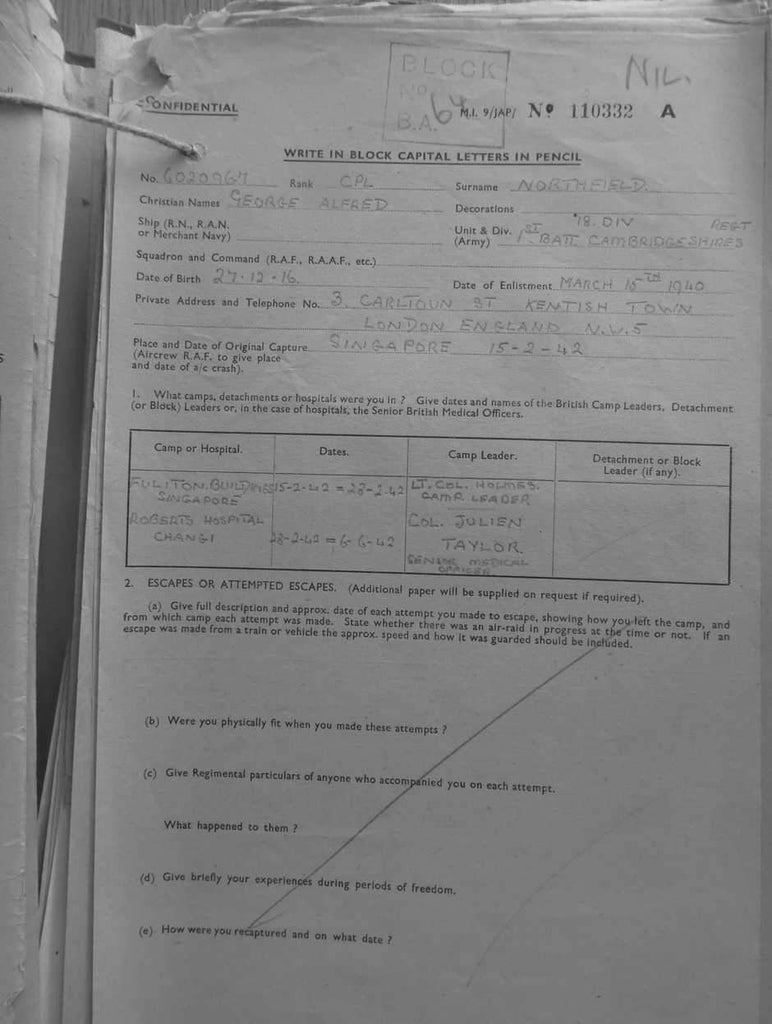 BLOCK
NO. 64
B.A.
NIL.
CONFIDENTIAL
M.I. 9/JAP/ No 110332 A
WRITE IN BLOCK CAPITAL LETTERS IN PENCIL
No. 6020967 Rank CPL Surname NORTHFIELD.
Christian Names GEORGE ALFRED Decorations
Ship (R.N., R.A.N. or Merchant Navy)
Unit & Div. (Army) 18. DIV 1ST BATT CAMBRIDGESHIRES REGT
Squadron and Command (R.A.F., R.A.A.F., etc.)
Date of Birth 27.12.16. Date of Enlistment MARCH 15TH 1940
Private Address and Telephone No. 3. ST KENTISH TOWN
LONDON ENGLAND N.W.5
Place and Date of Original Capture SINGAPORE 15-2-42
(Aircrew R.A.F. to give place
and date of a/c crash).
1. What camps, detachments or hospitals were you in ? Give dates and names of the British Camp Leaders, Detachment
(or Block) Leaders or, in the case of hospitals, the Senior British Medical Officers.
Camp or Hospital. Dates. Camp Leader. Detachment or Block Leader (if any).
FULITON. BUILDINGS 15-2-42 = 28-2-42 LT. COL. HOLMES.
SINGAPORE CAMP LEADER
ROBERTS HOSPITAL COL. JULIEN
CHANGI 28-2-42 = 6-6-42 TAYLOR.
SENIOR MEDICAL
OFFICER
2. ESCAPES OR ATTEMPTED ESCAPES. (Additional paper will be supplied on request if required).
(a) Give full description and approx. date of each attempt you made to escape, showing how you left the camp, and
from which camp each attempt was made. State whether there was an air-raid in progress at the time or not. If an
escape was made from a train or vehicle the approx. speed and how it was guarded should be included.
(b) Were you physically fit when you made these attempts ?
(c) Give Regimental particulars of anyone who accompanied you on each attempt.
What happened to them ?
(d) Give briefly your experiences during periods of freedom.
(e) How were you recaptured and on what date ?